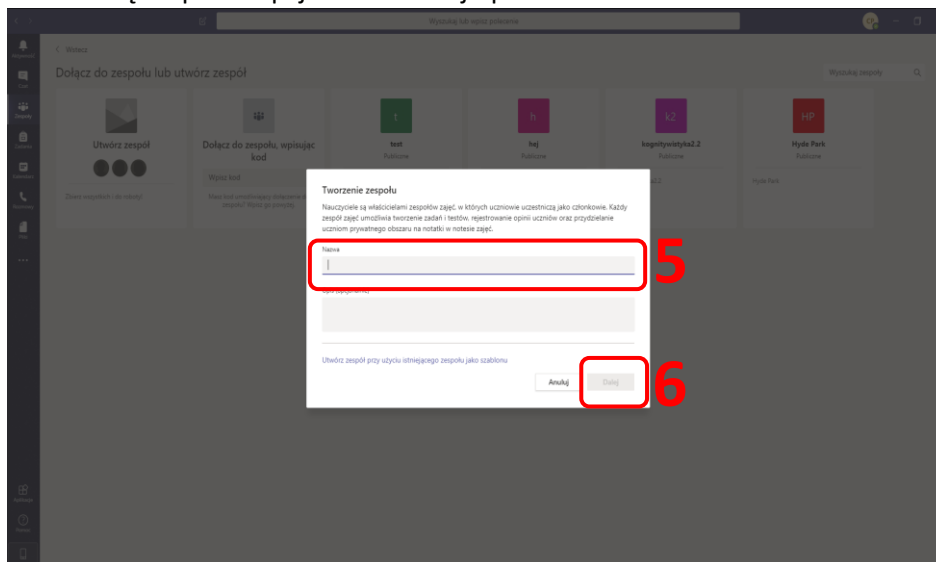 Wyszukaj lub wpisz polecenie
Wstecz
Dołącz do zespołu lub utwórz zespół
Wyszukaj zespoły
Utwórz zespół
Dołącz do zespołu, wpisując
kod
Wpisz kod
t
test
Publiczne
h
hej
Publiczne
k2
kognitywistyka2.2
Publiczne
HP
Hyde Park
Publiczne
Hyde Park
Zespoły
Tworzenie zespołu
Nauczyciele są właścicielami zespołów zajęć, w których uczniowie uczestniczą jako członkowie. Każdy
zespół zajęć umożliwia tworzenie zadań i testów, rejestrowanie opinii uczniów oraz przydzielanie
uczniom prywatnego obszaru na notatki w notesie zajęć.
Nazwa
5
Utwórz zespół przy użyciu istniejącego zespołu jako szablonu
Anuluj
Dalej
6